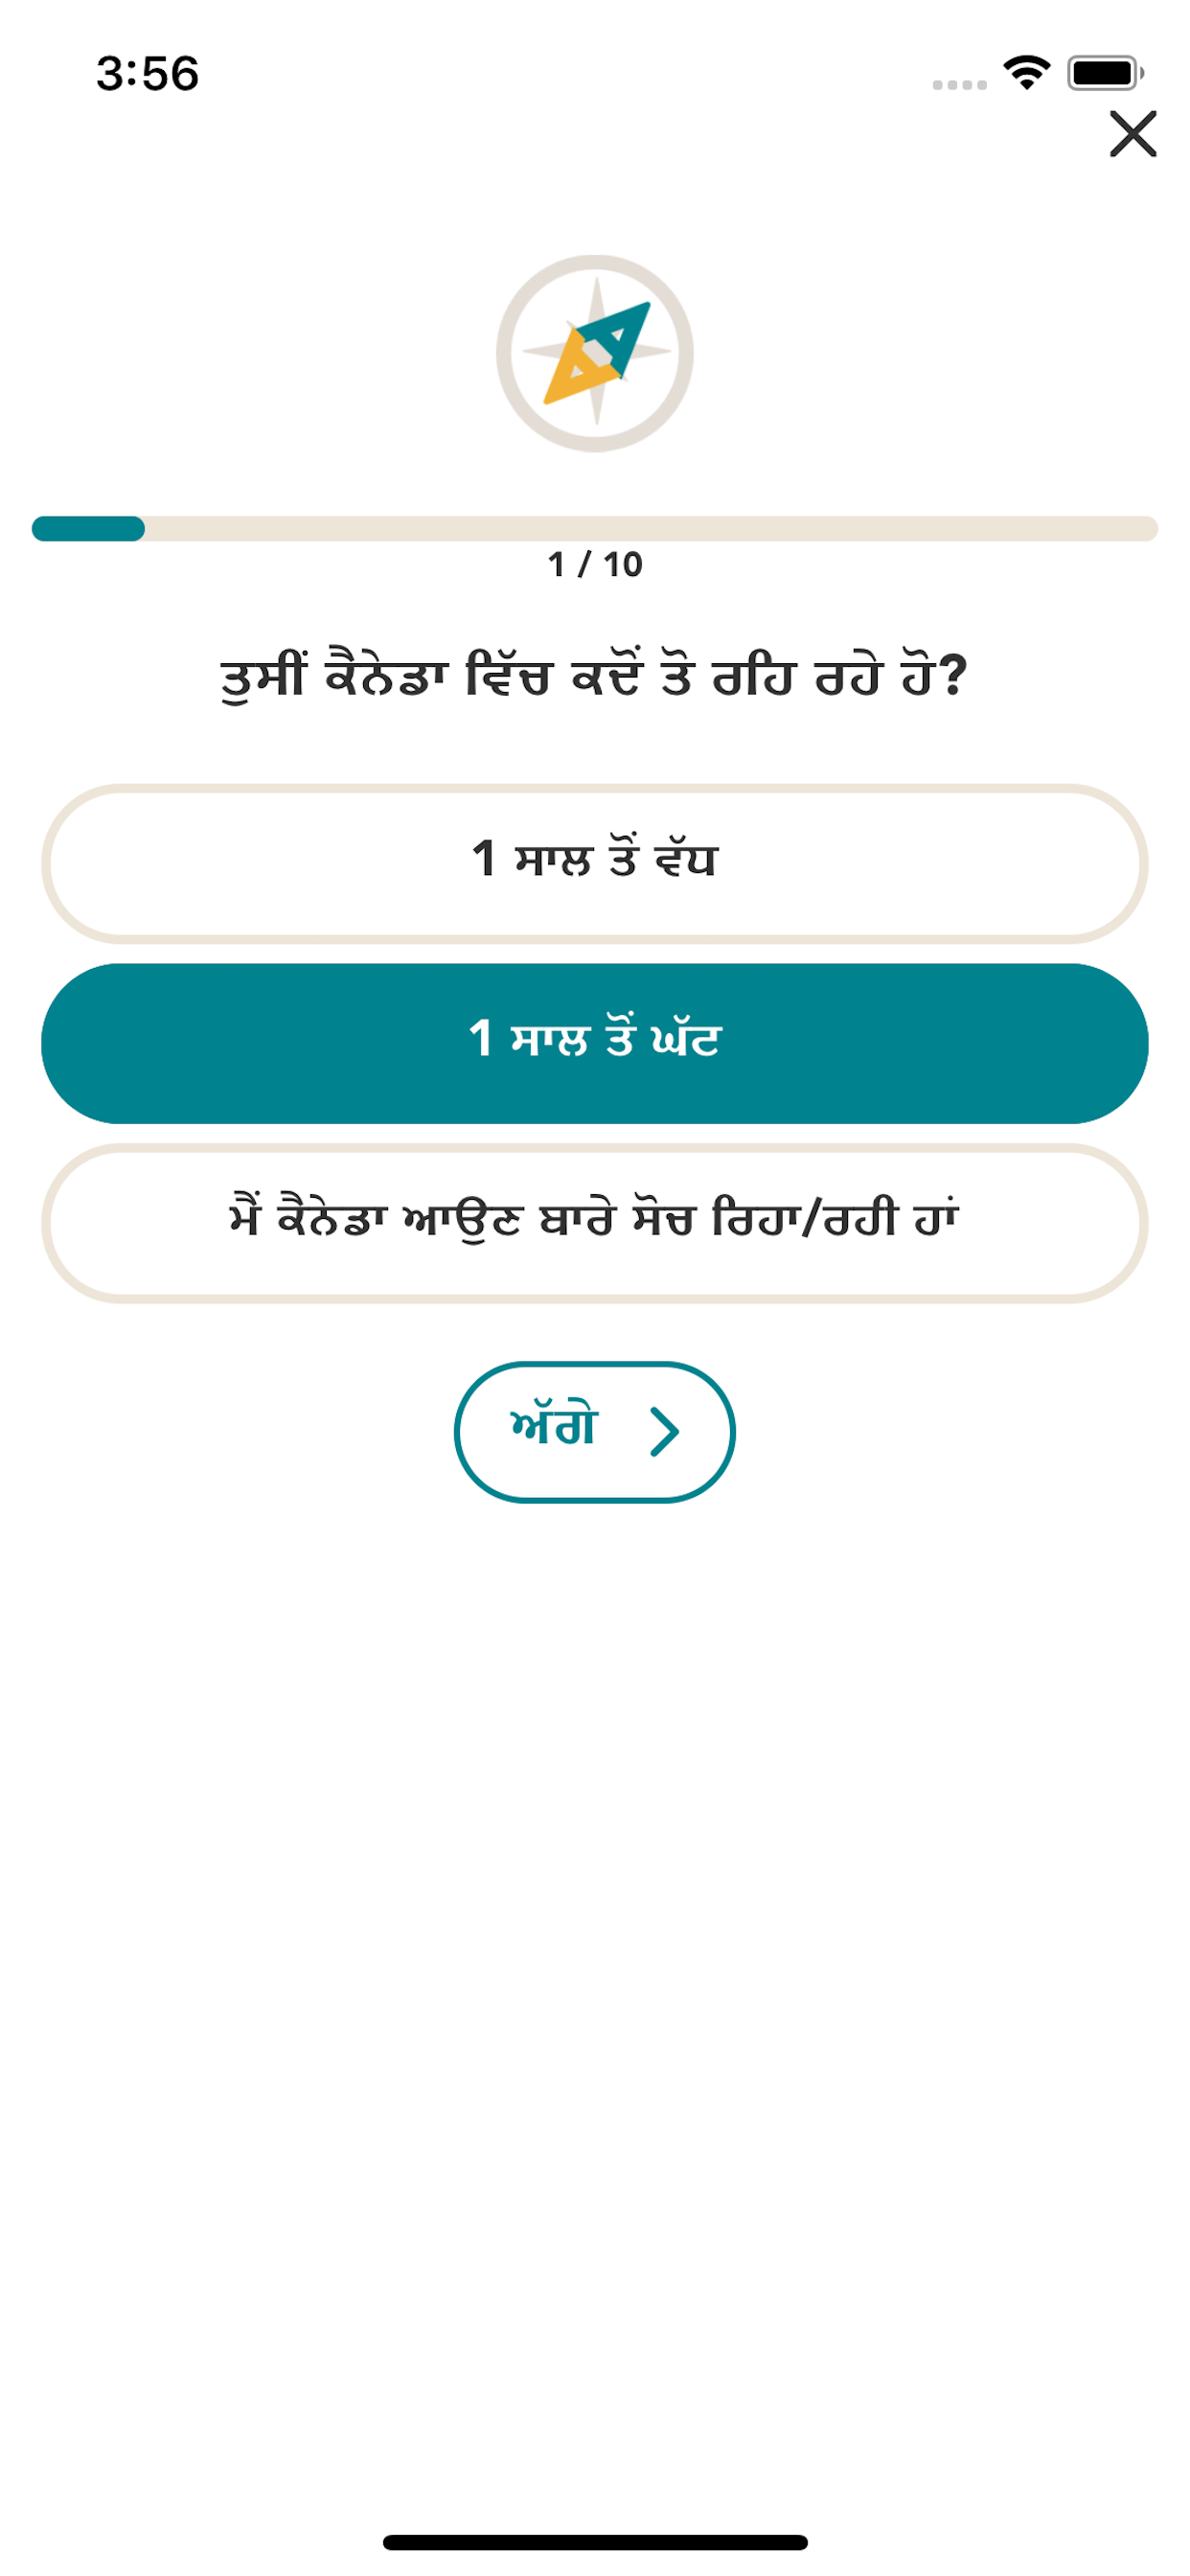 3:56
1 / 10
ਤੁਸੀਂ ਕੈਨੇਡਾ ਵਿੱਚ ਕਦੋਂ ਤੋ ਰਹਿ ਰਹੇ ਹੋ?
1 ਸਾਲ ਤੋਂ ਵੱਧ
1 ਸਾਲ ਤੋਂ ਘੱਟ
ਮੈਂ ਕੈਨੇਡਾ ਆਉਣ ਬਾਰੇ ਸੋਚ ਰਿਹਾ/ਰਹੀ ਹਾਂ
ਅੱਗੇ